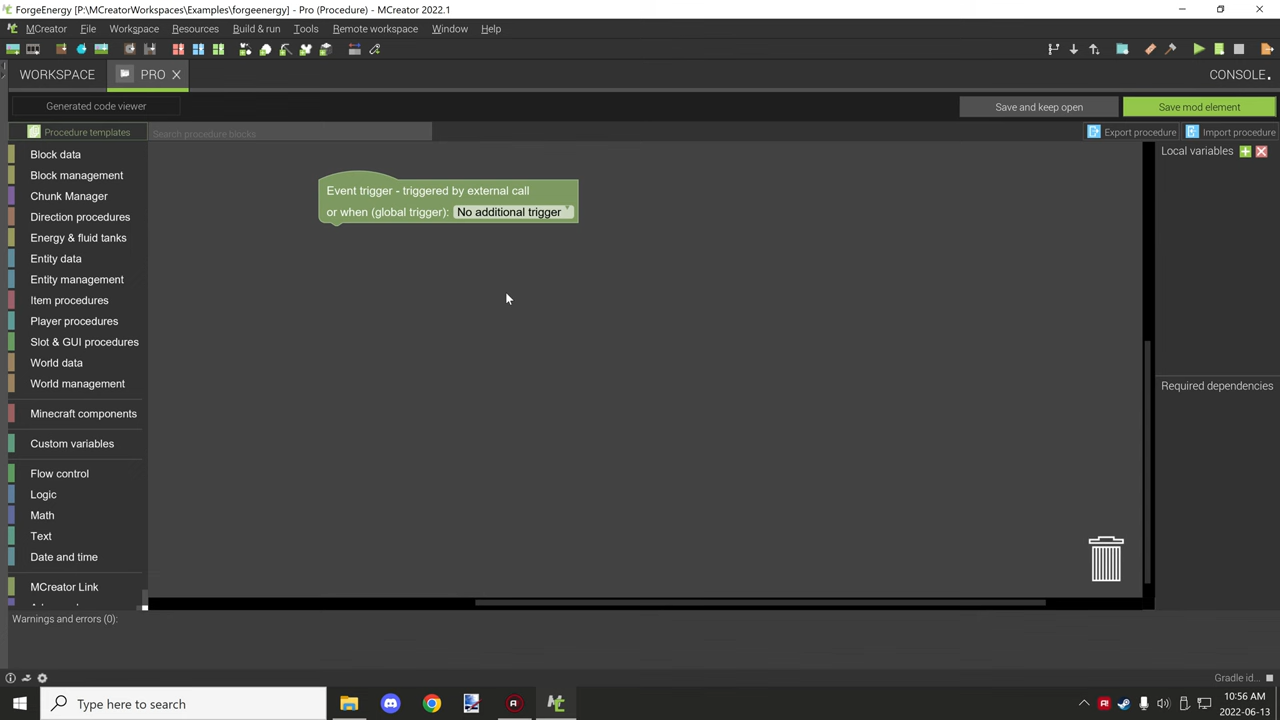 ForgeEnergy [P:\MCreatorWorkspaces\Examples\forgeenergy] - Pro (Procedure) - MCreator 2022.1
MCreator File Workspace Resources Build & run Tools Remote workspace Window Help
WORKSPACE PRO CONSOLE
Generated code viewer Save and keep open Save mod element
Procedure templates Search procedure blocks Export procedure Import procedure
Local variables
Block data
Block management
Chunk Manager
Direction procedures
Energy & fluid tanks
Entity data
Entity management
Item procedures
Player procedures
Slot & GUI procedures
World data
World management
Minecraft components
Custom variables
Flow control
Logic
Math
Text
Date and time
MCreator Link
Event trigger - triggered by external call
or when (global trigger): No additional trigger
Required dependencies
Warnings and errors (0):
Gradle id...
Type here to search
10:56 AM
2022-06-13